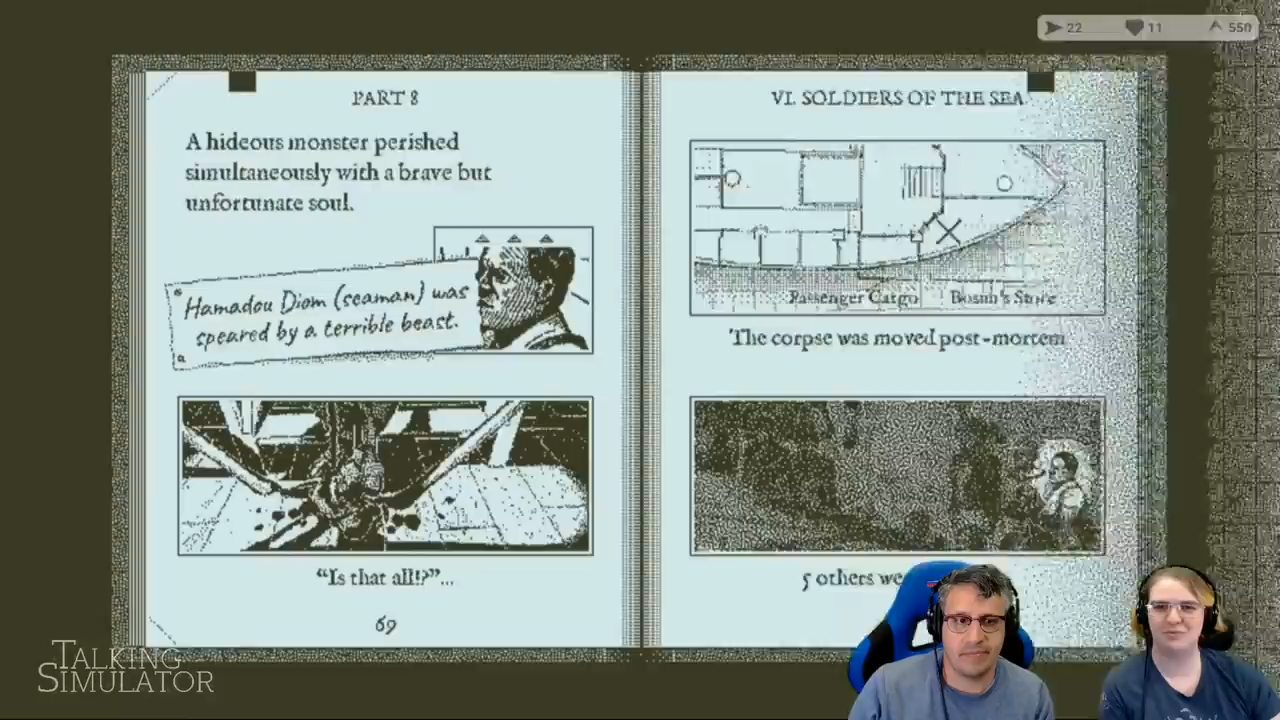 22 11 550
PART 8
A hideous monster perished
simultaneously with a brave but
unfortunate soul.
Hamadou Diom (seaman) was
speared by a terrible beast.
"Is that all!?"...
69
VI. SOLDIERS OF THE SEA
Passenger Cargo Bosun's Store
The corpse was moved post-mortem
5 others we
TALKING
SIMULATOR